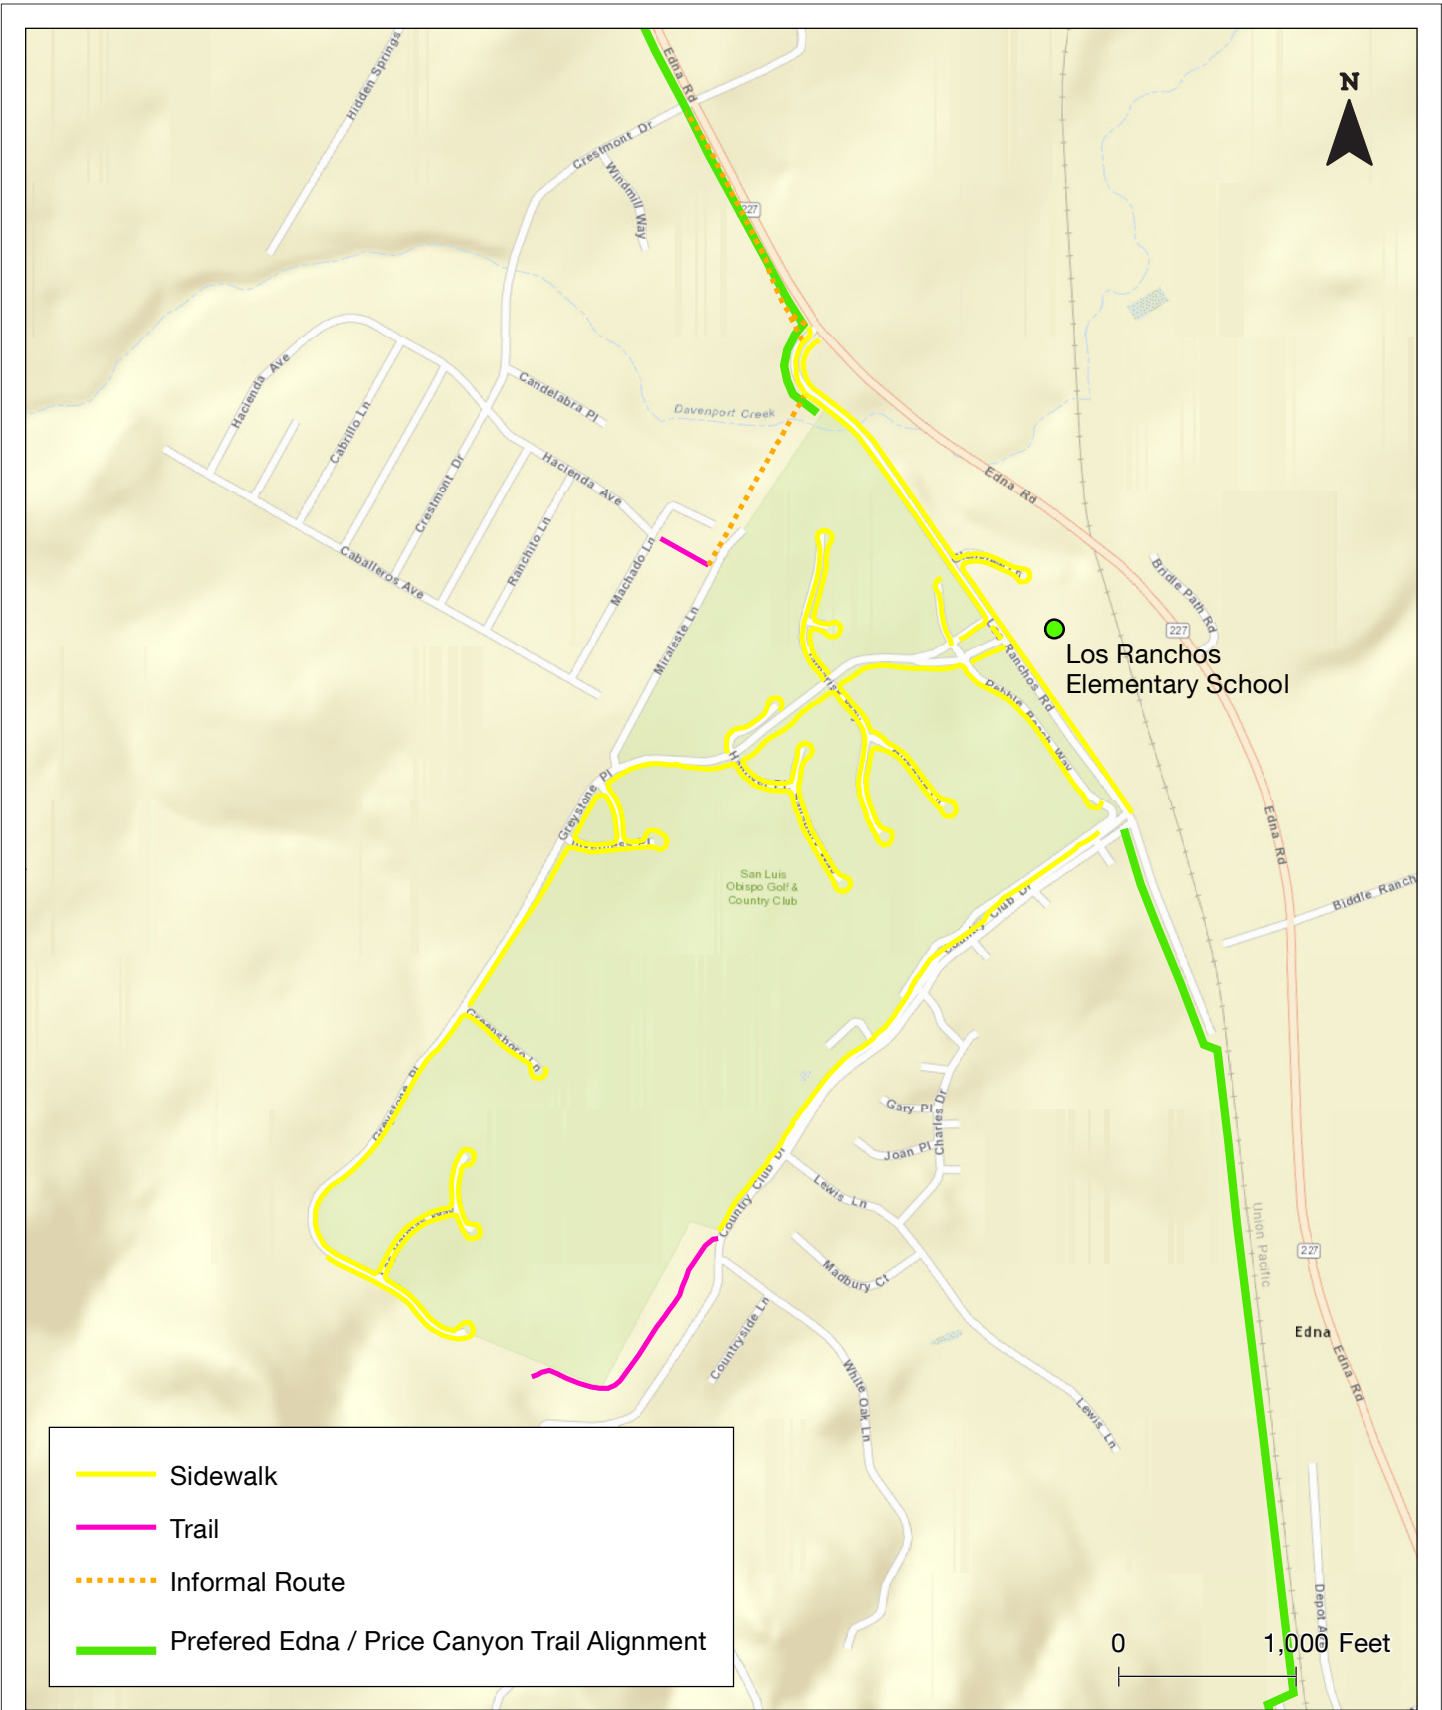 Edna Rd
Hidden Springs
N
Crestmont Dr
Windmill Way
227
Hacienda Ave
Candelabra Pl
Davenport Creek
Cabrillo Ln
Crestmont Dr
Hacienda Ave
Edna Rd
Ranchito Ln
Machado Ln
Caballeros Ave
Bridle Path Rd
227
Miraleste Ln
Los Ranchos Rd
Los Ranchos
Elementary School
Pebble Beach Way
Greystone Pl
Edna Rd
San Luis
Obispo Golf &
Country Club
Biddle Ranch
Country Club Dr
Greensboro Ln
Greystone Pl
Gary Pl
Charles Dr
Joan Pl
Country Club Dr
Lewis Ln
Union Pacific
227
Madbury Ct
Countryside Ln
Edna
White Oak Ln
Edna Rd
Lewis Ln
Sidewalk
Trail
Informal Route
Prefered Edna / Price Canyon Trail Alignment
Depot
0
1,000 Feet